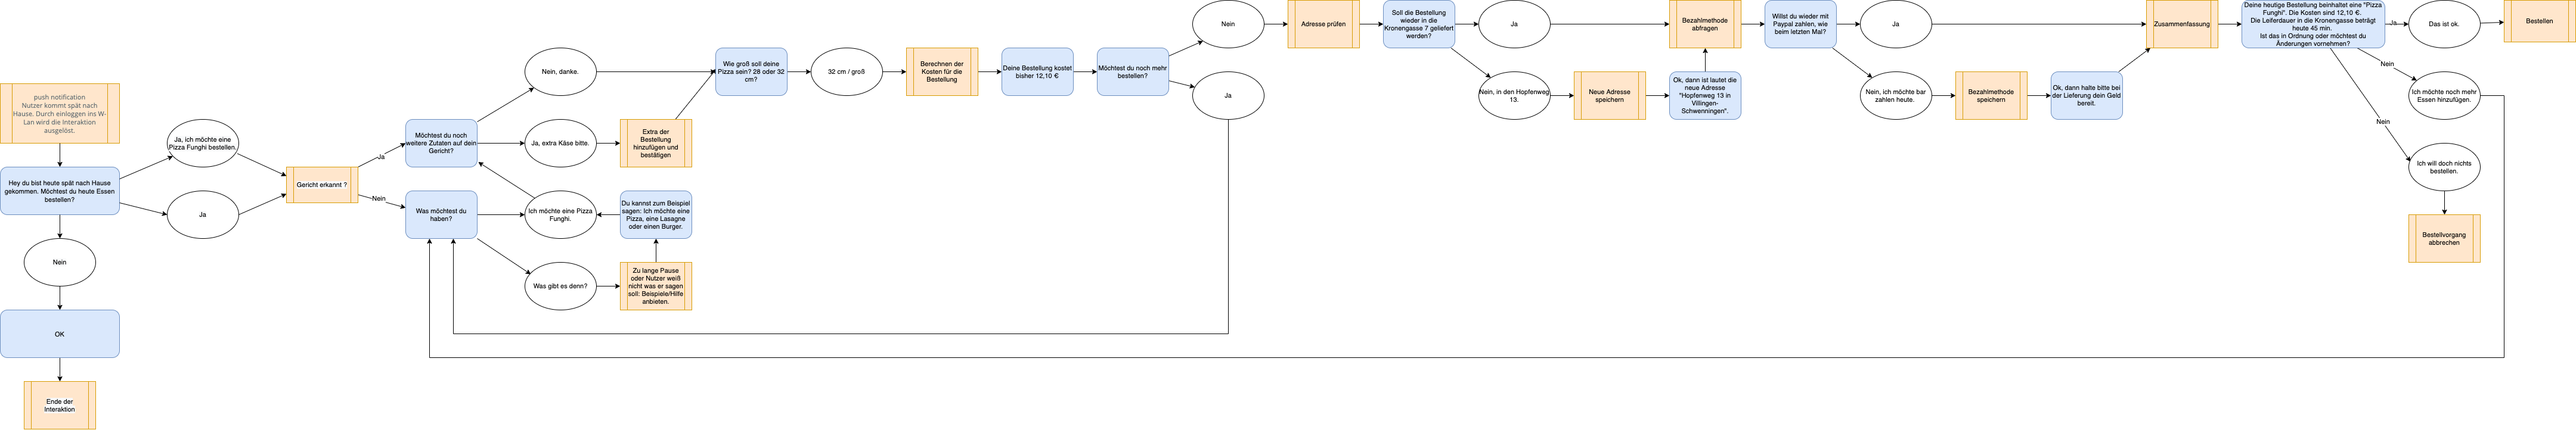 push notification
Nutzer kommt spät nach
Hause. Durch einloggen ins W-
Lan wird die Interaktion
ausgelöst.
Hey du bist heute spät nach Hause
gekommen. Möchtest du heute Essen
bestellen?
Nein
OK
Ende der
Interaktion
Ja, ich möchte eine
Pizza Funghi bestellen.
Ja
Gericht erkannt ?
Ja
Nein
Möchtest du noch
weitere Zutaten auf dein
Gericht?
Was möchtest du
haben?
Nein, danke.
Ja, extra Käse bitte.
Ich möchte eine Pizza
Funghi.
Was gibt es denn?
Extra der
Bestellung
hinzufügen und
bestätigen
Du kannst zum Beispiel
sagen: Ich möchte eine
Pizza, eine Lasagne
oder einen Burger.
Zu lange Pause
oder Nutzer weiß
nicht was er sagen
soll: Beispiele/Hilfe
anbieten.
Wie groß soll deine
Pizza sein? 28 oder 32
cm?
32 cm / groß
Berechnen der
Kosten für die
Bestellung
Deine Bestellung kostet
bisher 12,10 €
Möchtest du noch mehr
bestellen?
Nein
Ja
Adresse prüfen
Soll die Bestellung
wieder in die
Kronengasse 7 geliefert
werden?
Ja
Nein, in den Hopfenweg
13.
Neue Adresse
speichern
Ok, dann ist lautet die
neue Adresse
"Hopfenweg 13 in
Villingen-
Schwenningen".
Bezahlmethode
abfragen
Willst du wieder mit
Paypal zahlen, wie
beim letzten Mal?
Ja
Nein, ich möchte bar
zahlen heute.
Bezahlmethode
speichern
Ok, dann halte bitte bei
der Lieferung dein Geld
bereit.
Zusammenfassung
Deine heutige Bestellung beinhaltet eine "Pizza
Funghi". Die Kosten sind 12,10 €.
Die Leiferdauer in die Kronengasse beträgt
heute 45 min.
Ist das in Ordnung oder möchtest du
Änderungen vornehmen?
Ja
Nein
Nein
Das ist ok.
Bestellen
Ich möchte noch mehr
Essen hinzufügen.
Ich will doch nichts
bestellen.
Bestellvorgang
abbrechen